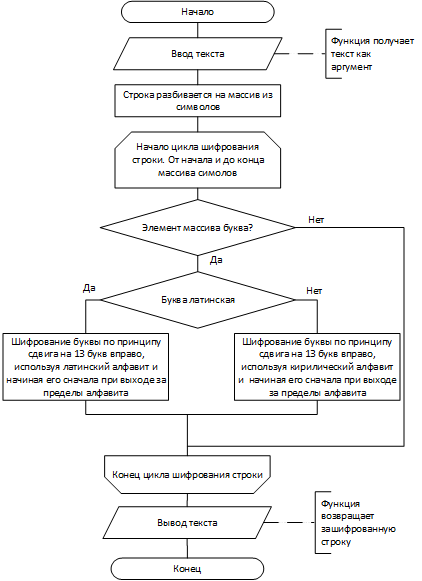 Начало
Ввод текста
Функция получает
текст как
аргумент
Строка разбивается на массив из
символов
Начало цикла шифрования
строки. От начала и до конца
массива симолов
Элемент массива буква?
Нет
Да
Буква латинская
Да
Нет
Шифрование буквы по принципу
сдвига на 13 букв вправо,
используя латинский алфавит и
начиная его сначала при выходе за
пределы алфавита
Шифрование буквы по принципу
сдвига на 13 букв вправо,
используя кирилический алфавит
и начиная его сначала при выходе
за пределы алфавита
Конец цикла шифрования строки
Вывод текста
Функция
возвращает
зашифрованную
строку
Конец